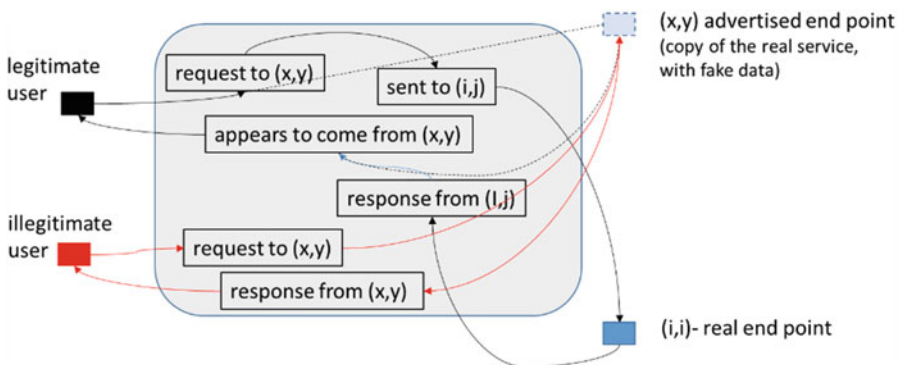 (x,y) advertised end point
(copy of the real service,
with fake data)
legitimate
user
request to (x,y)
sent to (i,j)
appears to come from (x,y)
response from (I,j)
illegitimate
user
request to (x,y)
response from (x,y)
(i,i)- real end point